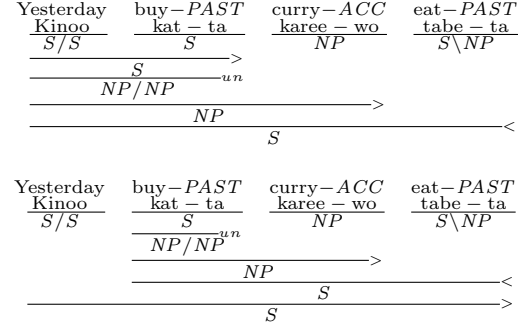 Yesterday buy−PAST curry−ACC eat−PAST
Kinoo kat − ta karee − wo tabe − ta
S/S S NP S\NP
>
S
un
NP/NP
>
NP
<
S
Yesterday buy−PAST curry−ACC eat−PAST
Kinoo kat − ta karee − wo tabe − ta
S/S S NP S\NP
un
NP/NP
>
NP
<
S
>
S